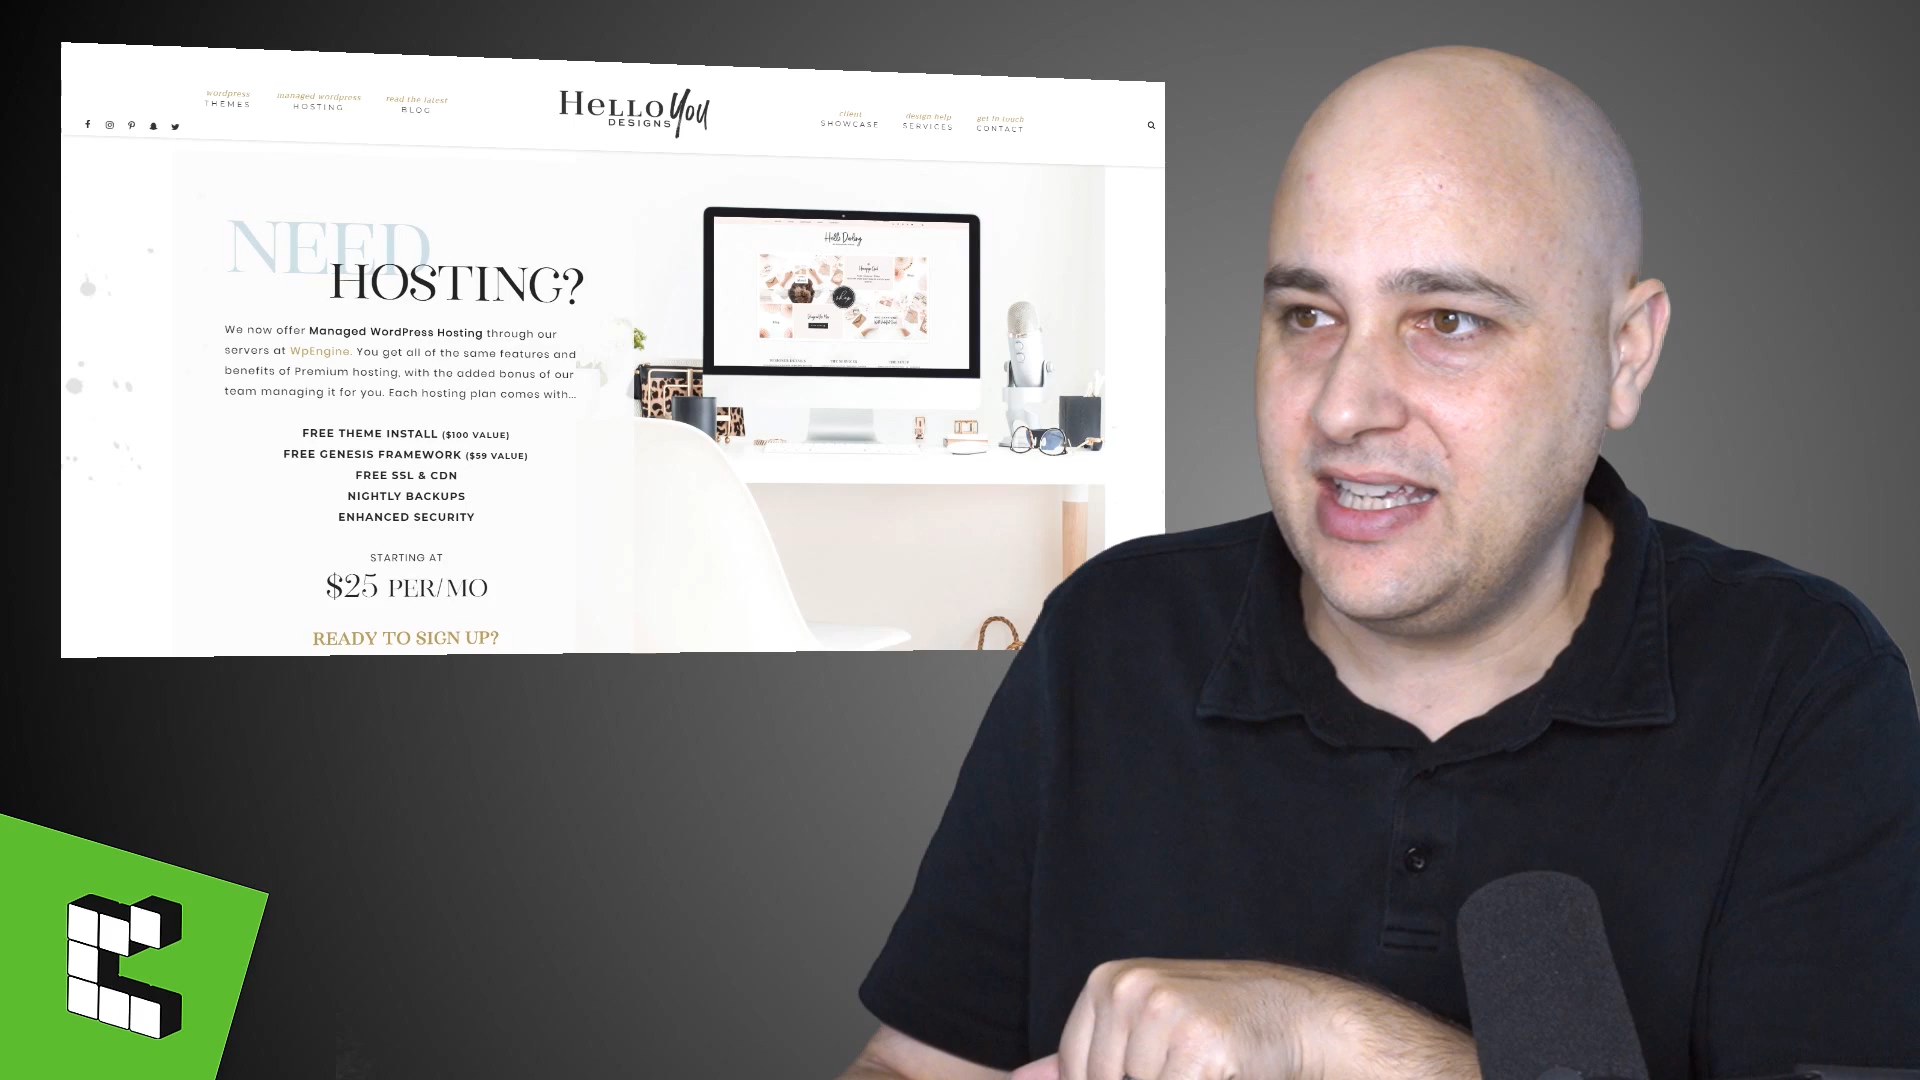 wordpress
THEMES
managed wordpress
HOSTING
read the latest
BLOG
HELLO You
DESIGNS
client
SHOWCASE
design help
SERVICES
get in touch
CONTACT
NEED
HOSTING?
We now offer Managed WordPress Hosting through our
servers at WpEngine. You get all of the same features and
benefits of Premium hosting, with the added bonus of our
team managing it for you. Each hosting plan comes with...
FREE THEME INSTALL ($100 VALUE)
FREE GENESIS FRAMEWORK ($59 VALUE)
FREE SSL & CDN
NIGHTLY BACKUPS
ENHANCED SECURITY
STARTING AT
$25 PER/MO
READY TO SIGN UP?
Hello Darling
shop